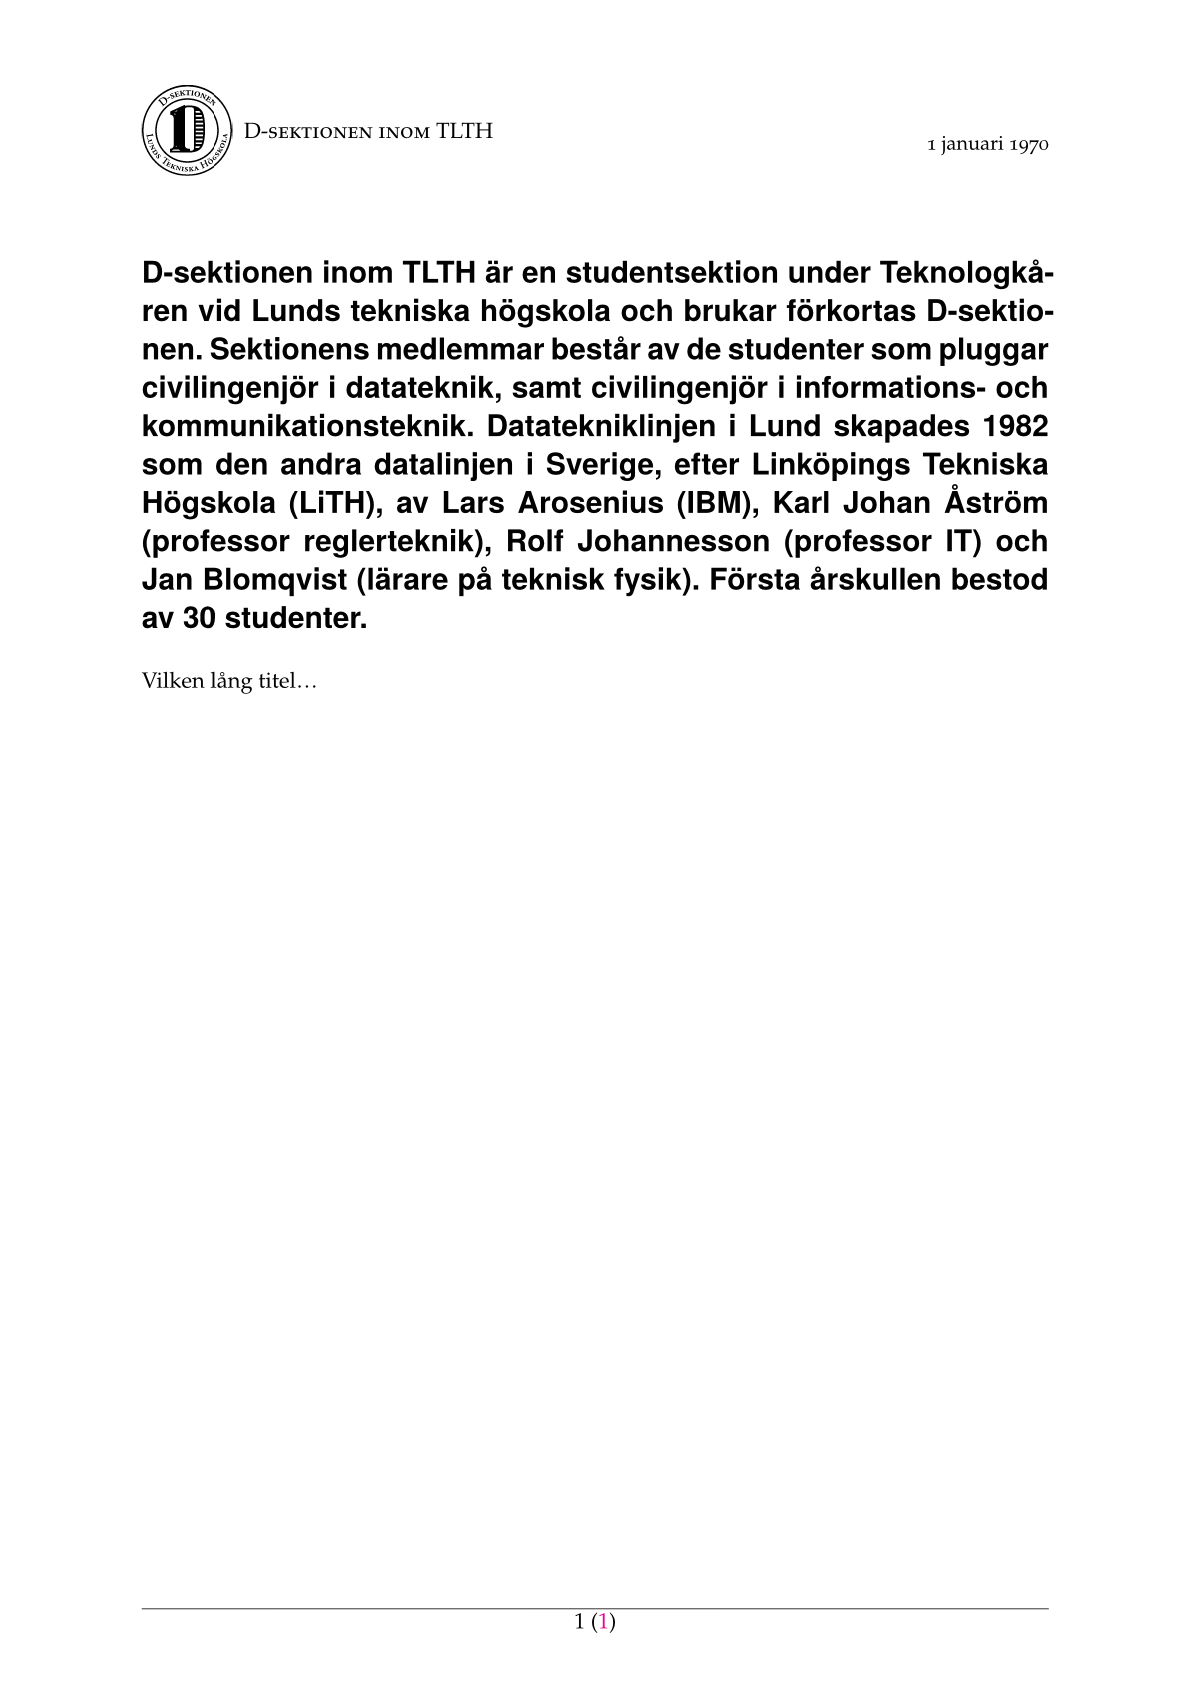 D-SEKTIONEN
LUNDS TEKNISKA HÖGSKOLA
D
D-SEKTIONEN INOM TLTH
1 januari 1970
D-sektionen inom TLTH är en studentsektion under Teknologkå-
ren vid Lunds tekniska högskola och brukar förkortas D-sektio-
nen. Sektionens medlemmar består av de studenter som pluggar
civilingenjör i datateknik, samt civilingenjör i informations- och
kommunikationsteknik. Datatekniklinjen i Lund skapades 1982
som den andra datalinjen i Sverige, efter Linköpings Tekniska
Högskola (LiTH), av Lars Arosenius (IBM), Karl Johan Åström
(professor reglerteknik), Rolf Johannesson (professor IT) och
Jan Blomqvist (lärare på teknisk fysik). Första årskullen bestod
av 30 studenter.
Vilken lång titel…
1 (1)